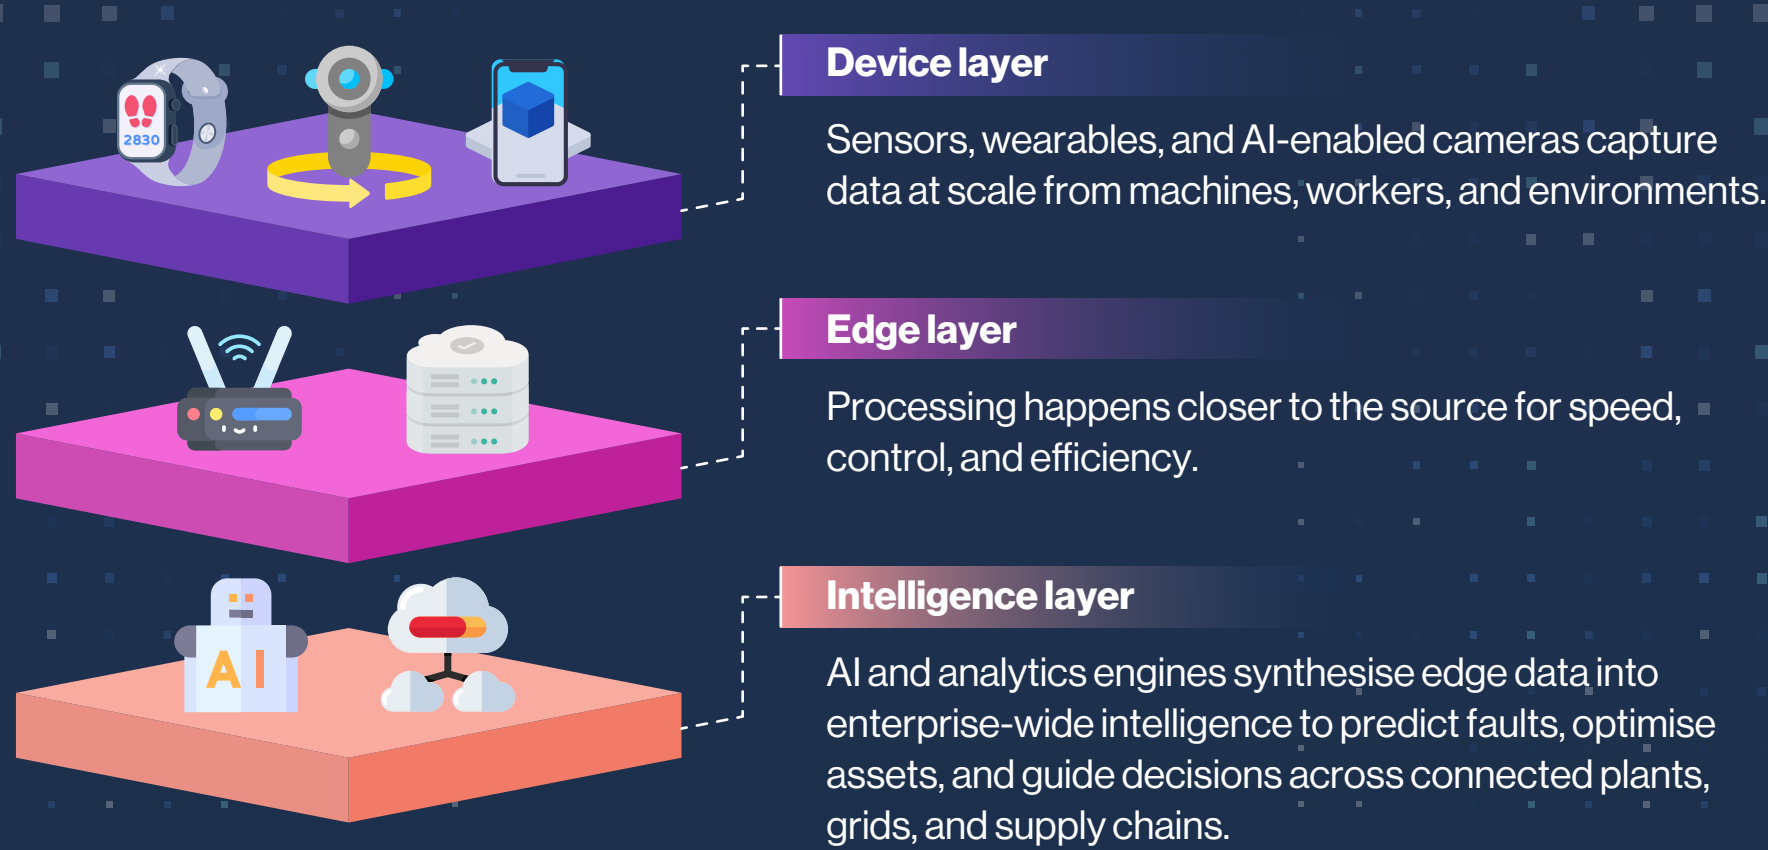 2830
Device layer
Sensors, wearables, and AI-enabled cameras capture
data at scale from machines, workers, and environments.
Edge layer
Processing happens closer to the source for speed,
control, and efficiency.
AI
Intelligence layer
AI and analytics engines synthesise edge data into
enterprise-wide intelligence to predict faults, optimise
assets, and guide decisions across connected plants,
grids, and supply chains.